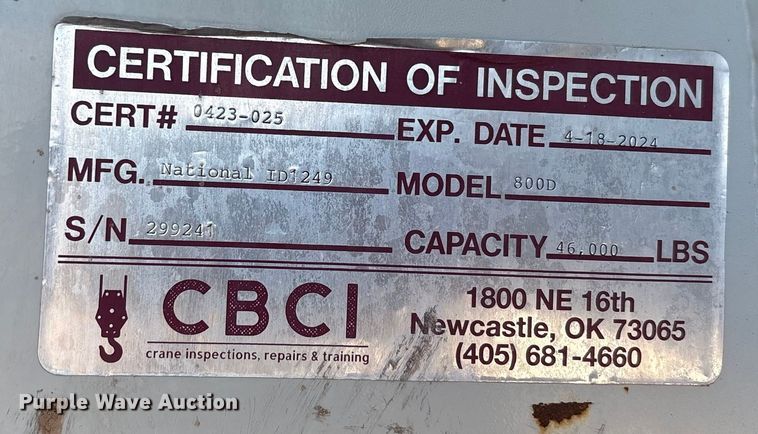 CERTIFICATION OF INSPECTION
CERT# 0423-025 EXP. DATE 4-18-2024
MFG. National ID1249 MODEL 800D
S/N 299241 CAPACITY 46,000 LBS
CBCI
crane inspections, repairs & training
1800 NE 16th
Newcastle, OK 73065
(405) 681-4660
Purple Wave Auction